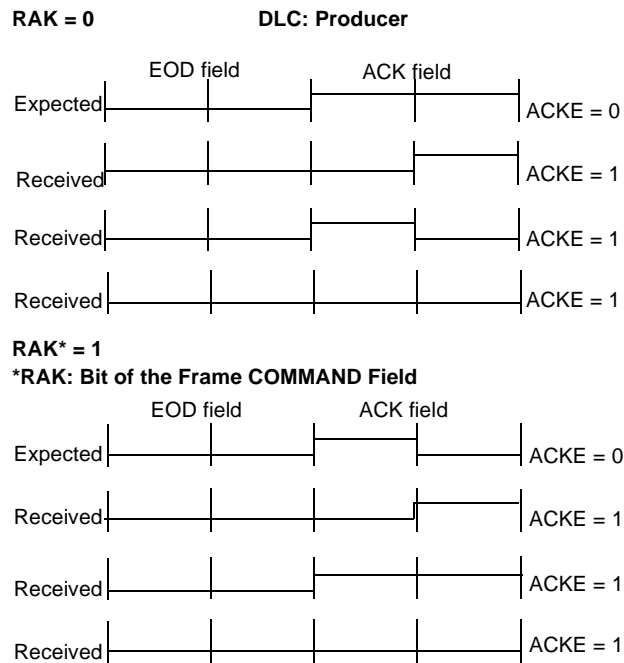 RAK = 0 DLC: Producer
EOD field ACK field
Expected ACKE = 0
Received ACKE = 1
Received ACKE = 1
Received ACKE = 1
RAK* = 1
*RAK: Bit of the Frame COMMAND Field
EOD field ACK field
Expected ACKE = 0
Received ACKE = 1
Received ACKE = 1
Received ACKE = 1